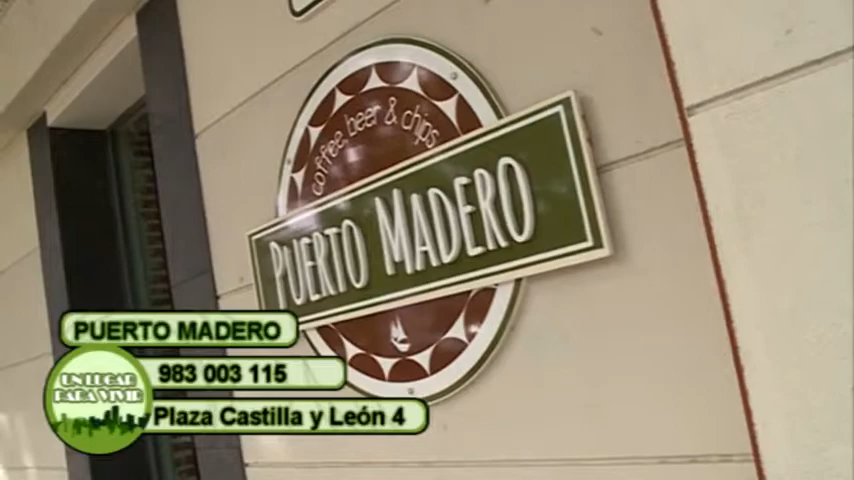 coffee, beer & chips
PUERTO MADERO
PUERTO MADERO
983 003 115
UN LUGAR
PARA VIVIR
Plaza Castilla y León 4